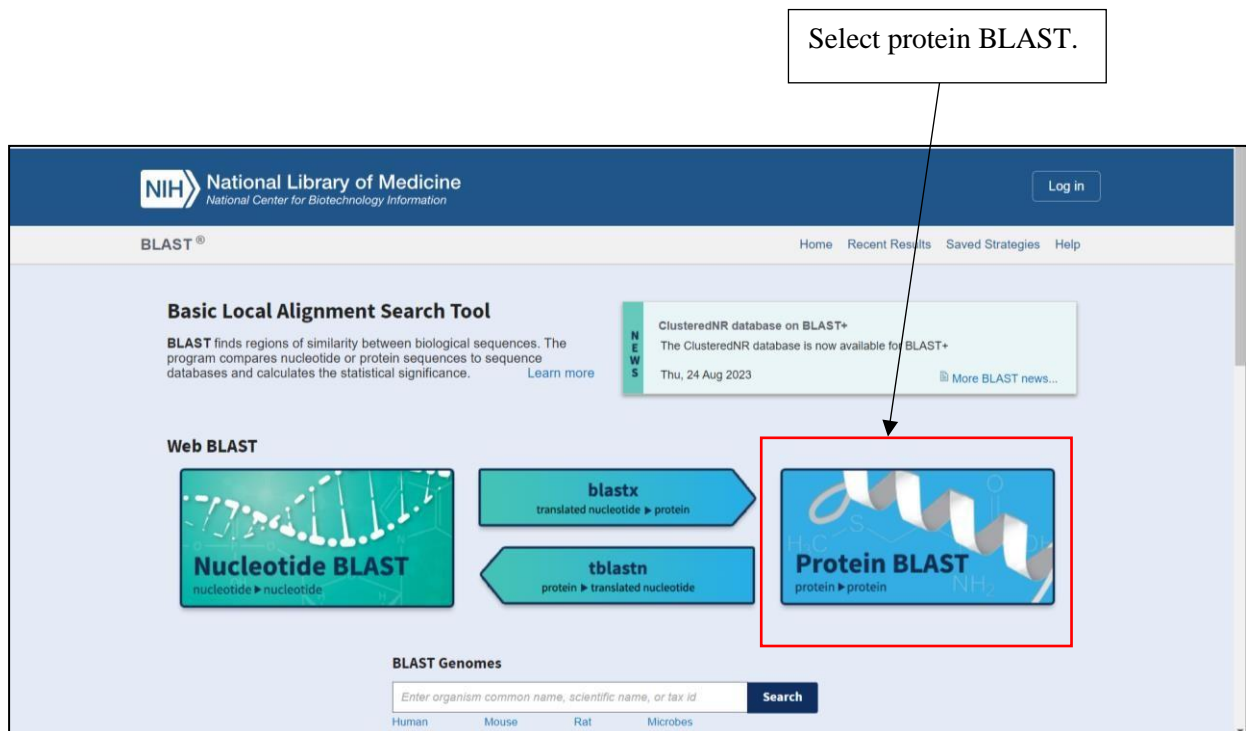 Select protein BLAST.
NIH
National Library of Medicine
National Center for Biotechnology Information
Log in
BLAST ®
Home Recent Results Saved Strategies Help
Basic Local Alignment Search Tool
BLAST finds regions of similarity between biological sequences. The
program compares nucleotide or protein sequences to sequence
databases and calculates the statistical significance. Learn more
NEWS
ClusteredNR database on BLAST+
The ClusteredNR database is now available for BLAST+
Thu, 24 Aug 2023
More BLAST news...
Web BLAST
Nucleotide BLAST
nucleotide ▶ nucleotide
blastx
translated nucleotide ▶ protein
tblastn
protein ▶ translated nucleotide
H₃C
S
O
OH
NH₂
Protein BLAST
protein ▶ protein
BLAST Genomes
Enter organism common name, scientific name, or tax id
Search
Human Mouse Rat Microbes